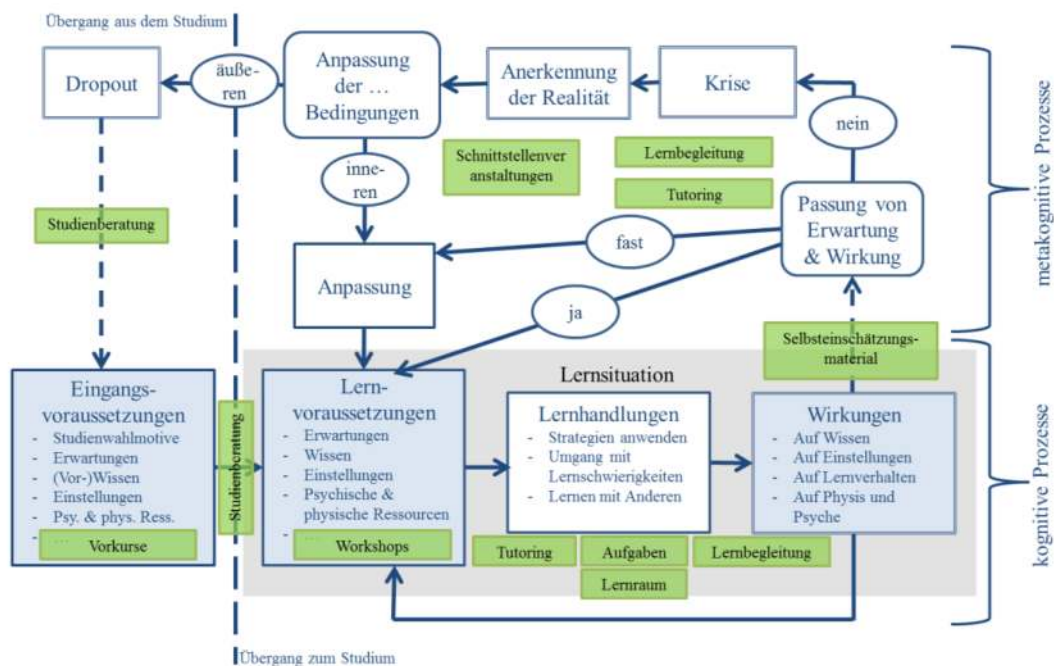 Übergang aus dem Studium
Dropout
äuße-
ren
Anpassung
der …
Bedingungen
Anerkennung
der Realität
Krise
nein
inne-
ren
Schnittstellenver
anstaltungen
Lernbegleitung
Tutoring
Passung von
Erwartung
& Wirkung
metakognitive Prozesse
Studienberatung
fast
Anpassung
ja
Selbsteinschätzungs-
material
Eingangs-
voraussetzungen
- Studienwahlmotive
- Erwartungen
- (Vor-)Wissen
- Einstellungen
- Psy. & phys. Ress.
- …
Vorkurse
Studienberatung
Lernsituation
Lern-
voraussetzungen
- Erwartungen
- Wissen
- Einstellungen
- Psychische &
physische Ressourcen
- …
Workshops
Lernhandlungen
- Strategien anwenden
- Umgang mit
Lernschwierigkeiten
- Lernen mit Anderen
Wirkungen
- Auf Wissen
- Auf Einstellungen
- Auf Lernverhalten
- Auf Physis und
Psyche
Tutoring
Aufgaben
Lernbegleitung
Lernraum
kognitive Prozesse
Übergang zum Studium